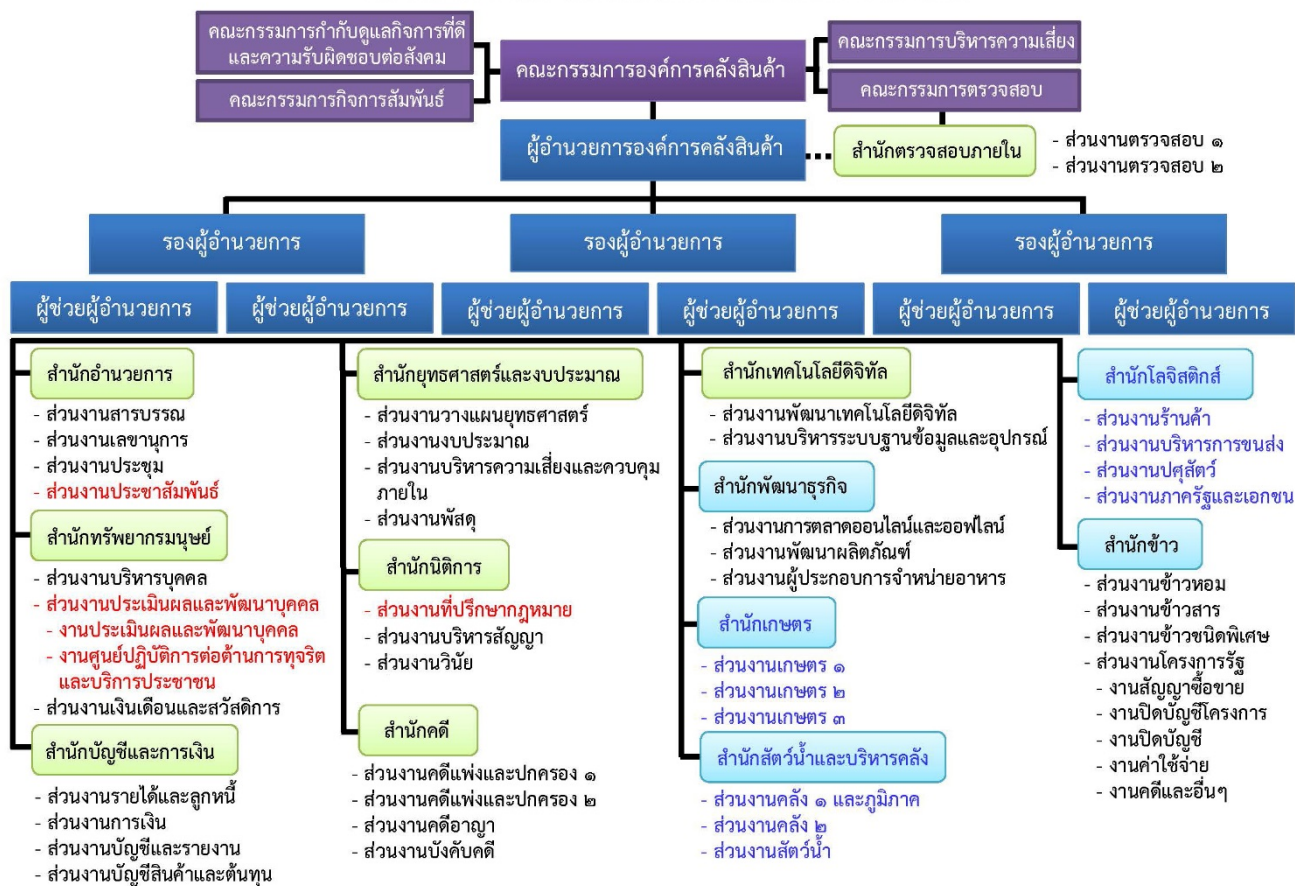 คณะกรรมการกำกับดูแลกิจการที่ดี
และความรับผิดชอบต่อสังคม
คณะกรรมการกิจการสัมพันธ์
คณะกรรมการองค์การคลังสินค้า
คณะกรรมการบริหารความเสี่ยง
คณะกรรมการตรวจสอบ
ผู้อำนวยการองค์การคลังสินค้า
สำนักตรวจสอบภายใน
- ส่วนงานตรวจสอบ ๑
- ส่วนงานตรวจสอบ ๒
รองผู้อำนวยการ
รองผู้อำนวยการ
รองผู้อำนวยการ
ผู้ช่วยผู้อำนวยการ
ผู้ช่วยผู้อำนวยการ
ผู้ช่วยผู้อำนวยการ
ผู้ช่วยผู้อำนวยการ
ผู้ช่วยผู้อำนวยการ
ผู้ช่วยผู้อำนวยการ
สำนักอำนวยการ
- ส่วนงานสารบรรณ
- ส่วนงานเลขานุการ
- ส่วนงานประชุม
- ส่วนงานประชาสัมพันธ์
สำนักทรัพยากรมนุษย์
- ส่วนงานบริหารบุคคล
- ส่วนงานประเมินผลและพัฒนาบุคคล
- งานประเมินผลและพัฒนาบุคคล
- งานศูนย์ปฏิบัติการต่อต้านการทุจริต
และบริการประชาชน
- ส่วนงานเงินเดือนและสวัสดิการ
สำนักบัญชีและการเงิน
- ส่วนงานรายได้และลูกหนี้
- ส่วนงานการเงิน
- ส่วนงานบัญชีและรายงาน
- ส่วนงานบัญชีสินค้าและต้นทุน
สำนักยุทธศาสตร์และงบประมาณ
- ส่วนงานวางแผนยุทธศาสตร์
- ส่วนงานงบประมาณ
- ส่วนงานบริหารความเสี่ยงและควบคุม
ภายใน
- ส่วนงานพัสดุ
สำนักนิติการ
- ส่วนงานที่ปรึกษากฎหมาย
- ส่วนงานบริหารสัญญา
- ส่วนงานวินัย
สำนักคดี
- ส่วนงานคดีแพ่งและปกครอง ๑
- ส่วนงานคดีแพ่งและปกครอง ๒
- ส่วนงานคดีอาญา
- ส่วนงานบังคับคดี
สำนักเทคโนโลยีดิจิทัล
- ส่วนงานพัฒนาเทคโนโลยีดิจิทัล
- ส่วนงานบริหารระบบฐานข้อมูลและอุปกรณ์
สำนักพัฒนาธุรกิจ
- ส่วนงานการตลาดออนไลน์และออฟไลน์
- ส่วนงานพัฒนาผลิตภัณฑ์
- ส่วนงานผู้ประกอบการจำหน่ายอาหาร
สำนักเกษตร
- ส่วนงานเกษตร ๑
- ส่วนงานเกษตร ๒
- ส่วนงานเกษตร ๓
สำนักสัตว์น้ำและบริหารคลัง
- ส่วนงานคลัง ๑ และภูมิภาค
- ส่วนงานคลัง ๒
- ส่วนงานสัตว์น้ำ
สำนักโลจิสติกส์
- ส่วนงานร้านค้า
- ส่วนงานบริหารการขนส่ง
- ส่วนงานปศุสัตว์
- ส่วนงานภาครัฐและเอกชน
สำนักข้าว
- ส่วนงานข้าวหอม
- ส่วนงานข้าวสาร
- ส่วนงานข้าวชนิดพิเศษ
- ส่วนงานโครงการรัฐ
- งานสัญญาซื้อขาย
- งานปิดบัญชีโครงการ
- งานปิดบัญชี
- งานค่าใช้จ่าย
- งานคดีและอื่นๆ